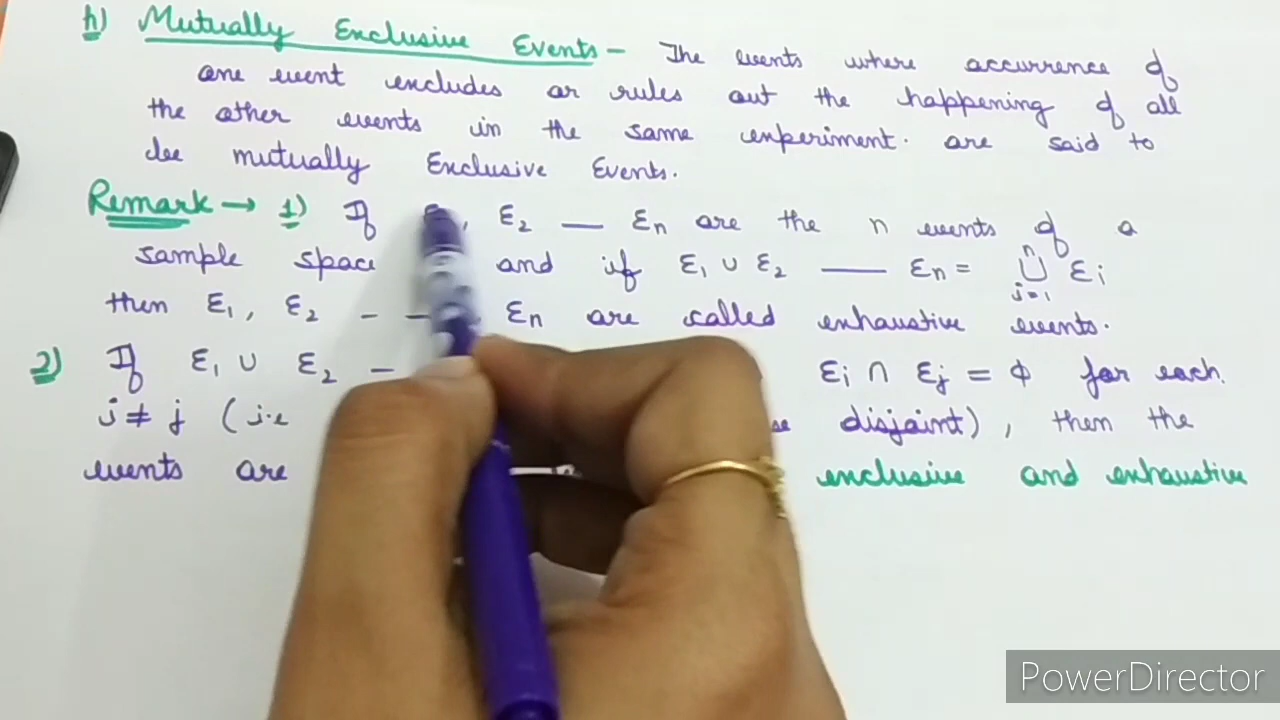 h) Mutually Exclusive Events - The events where occurrence of
one event excludes or rules out the happening of all
the other events in the same experiment. are said to
be mutually Exclusive Events.
Remark → 1) If , E2 — En are the n events of a
sample space and if E1 ∪ E2 — En = n∪i=1 Ei
then E1, E2 - - En are called exhaustive events.
2) If E1 ∪ E2 - Ei ∩ Ej = φ for each
i ≠ j (i.e disjoint), then the
events are exclusive and exhaustive
PowerDirector